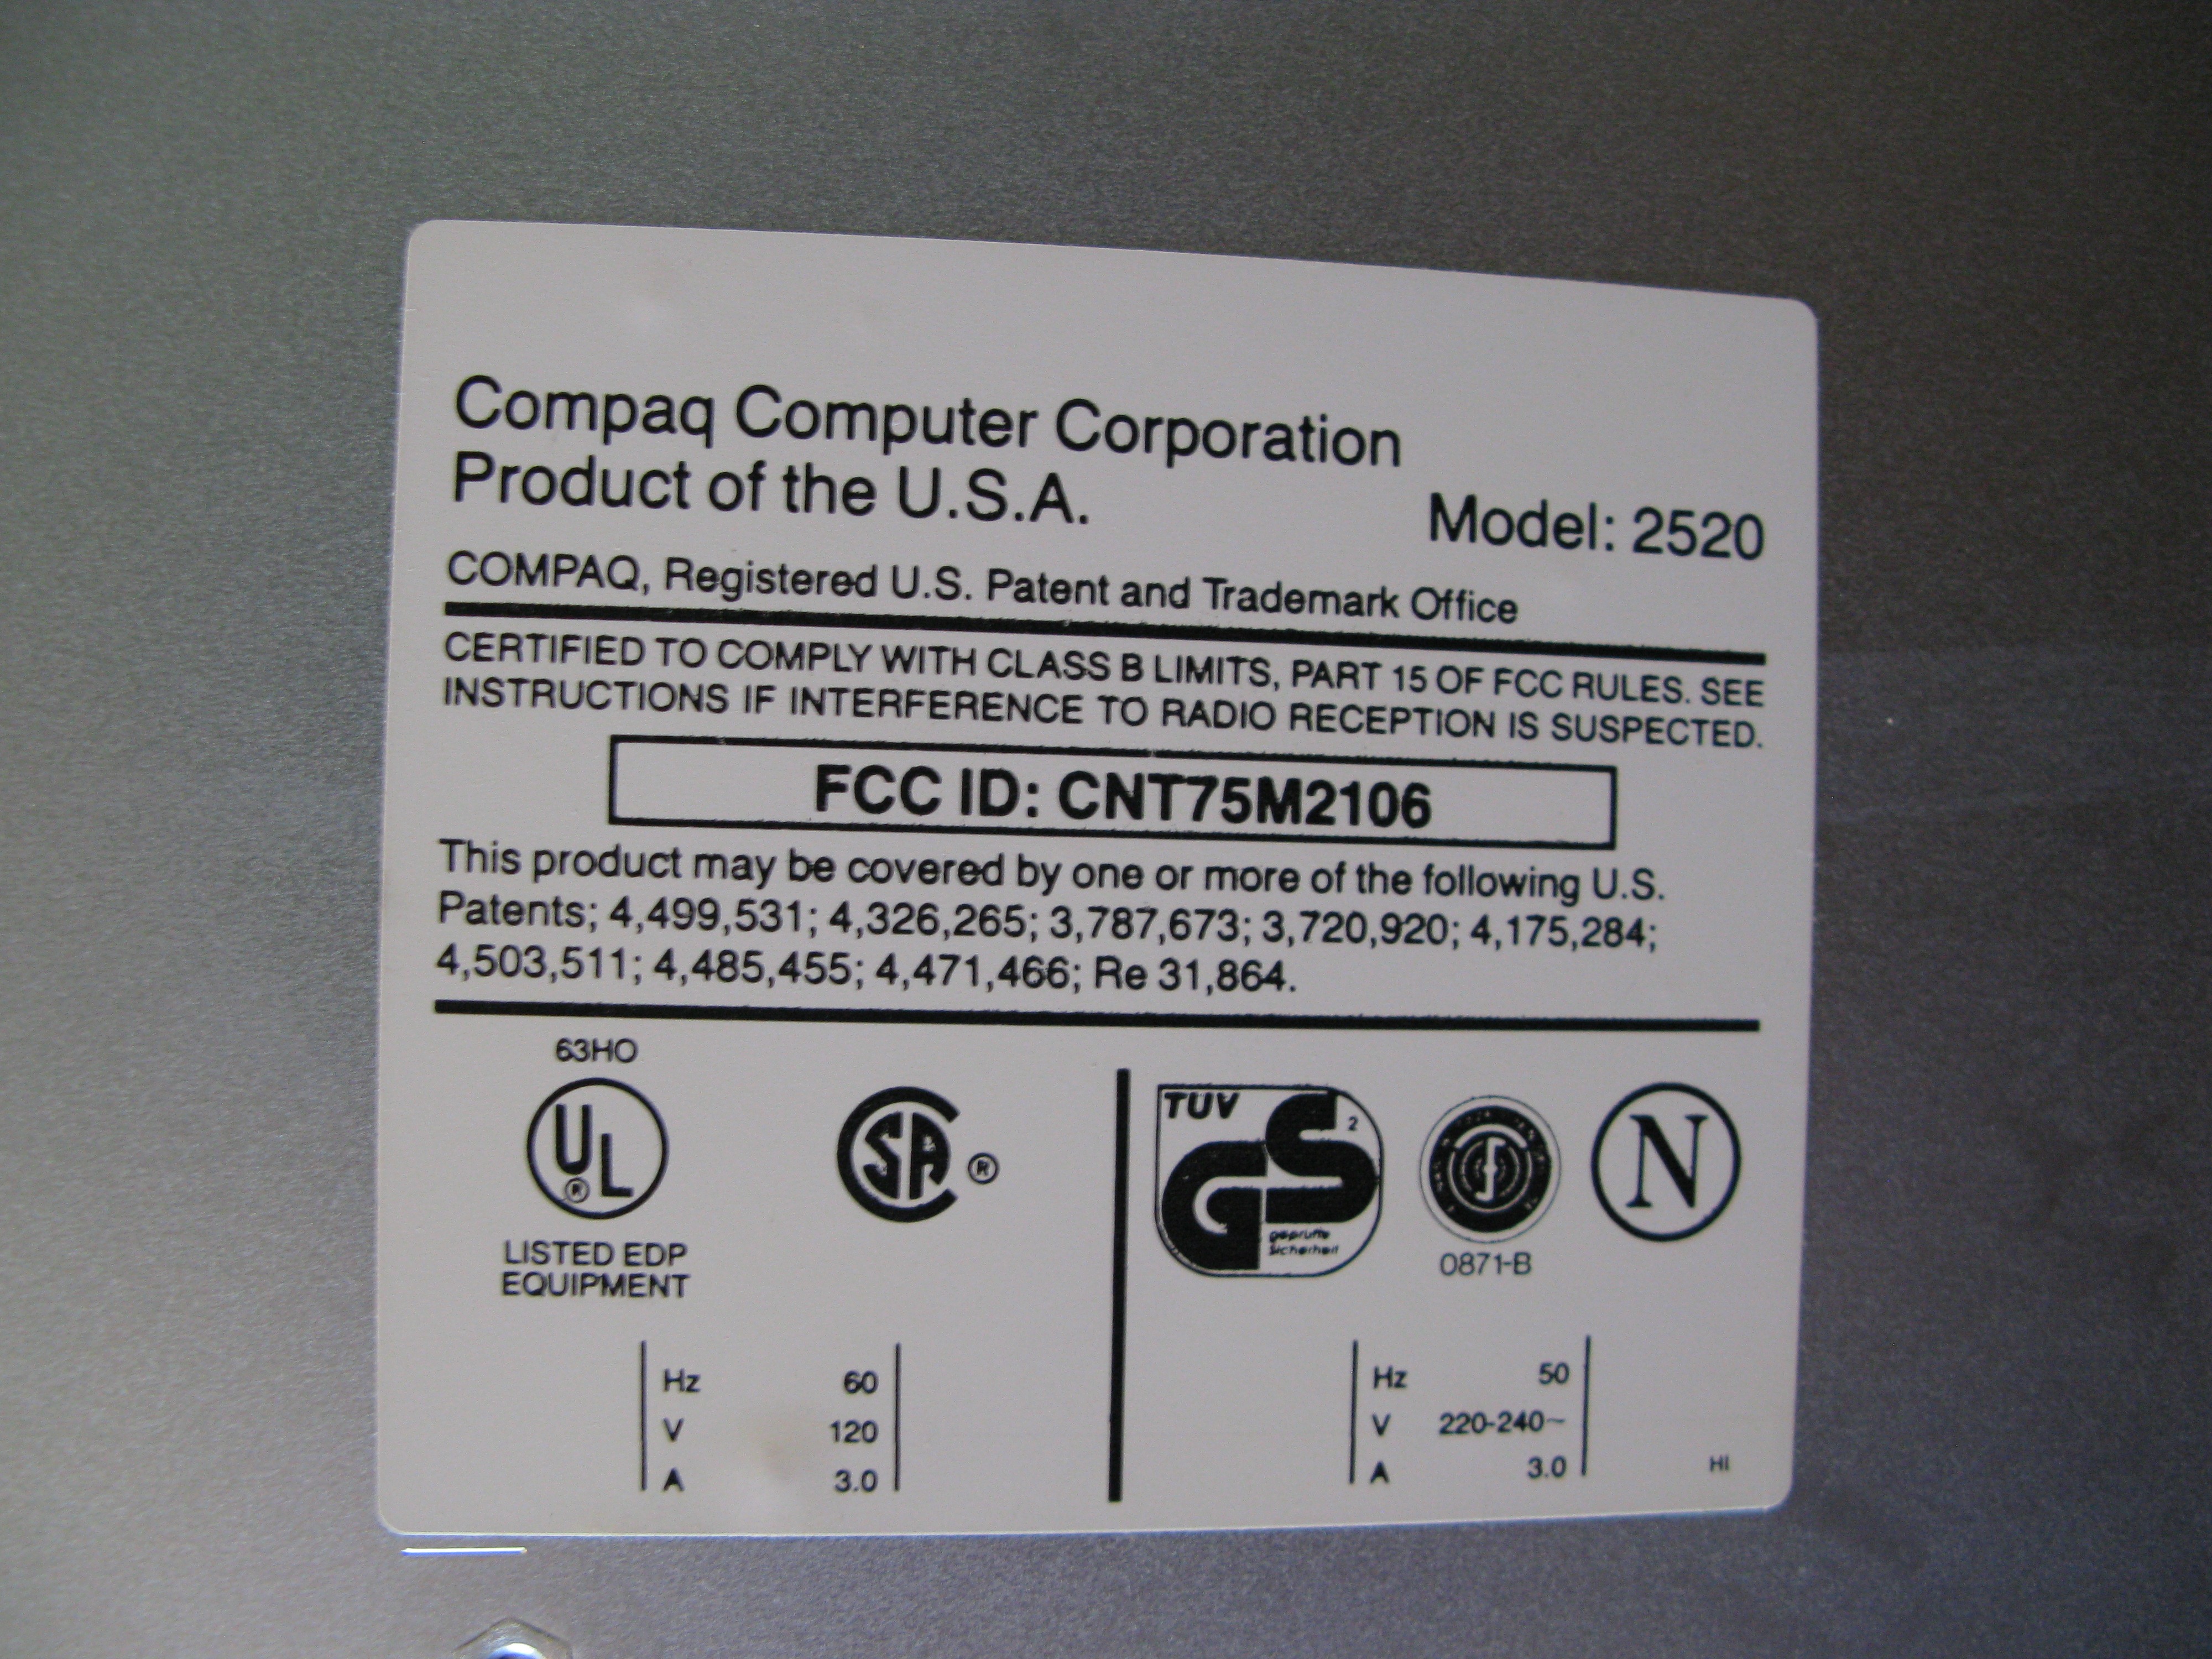 Compaq Computer Corporation
Product of the U.S.A.
Model: 2520
COMPAQ, Registered U.S. Patent and Trademark Office
CERTIFIED TO COMPLY WITH CLASS B LIMITS, PART 15 OF FCC RULES. SEE
INSTRUCTIONS IF INTERFERENCE TO RADIO RECEPTION IS SUSPECTED.
FCC ID: CNT75M2106
This product may be covered by one or more of the following U.S.
Patents; 4,499,531; 4,326,265; 3,787,673; 3,720,920; 4,175,284;
4,503,511; 4,485,455; 4,471,466; Re 31,864.
63HO
UL ®
LISTED EDP
EQUIPMENT
CSA ®
Hz 60
V 120
A 3.0
TUV
GS 2
geprüfte
Sicherheit
0871-B
N
Hz 50
V 220-240~
A 3.0
HI